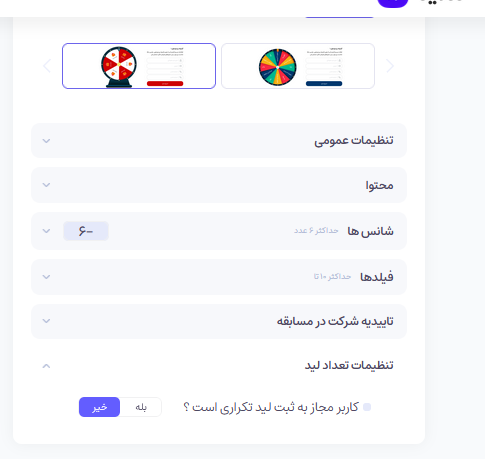 تنظیمات عمومی
محتوا
شانس ها حداکثر ۶ عدد -۶
فیلدها حداکثر ۱۰ تا
تاییدیه شرکت در مسابقه
تنظیمات تعداد لید
کاربر مجاز به ثبت لید تکراری است ؟ بله خیر